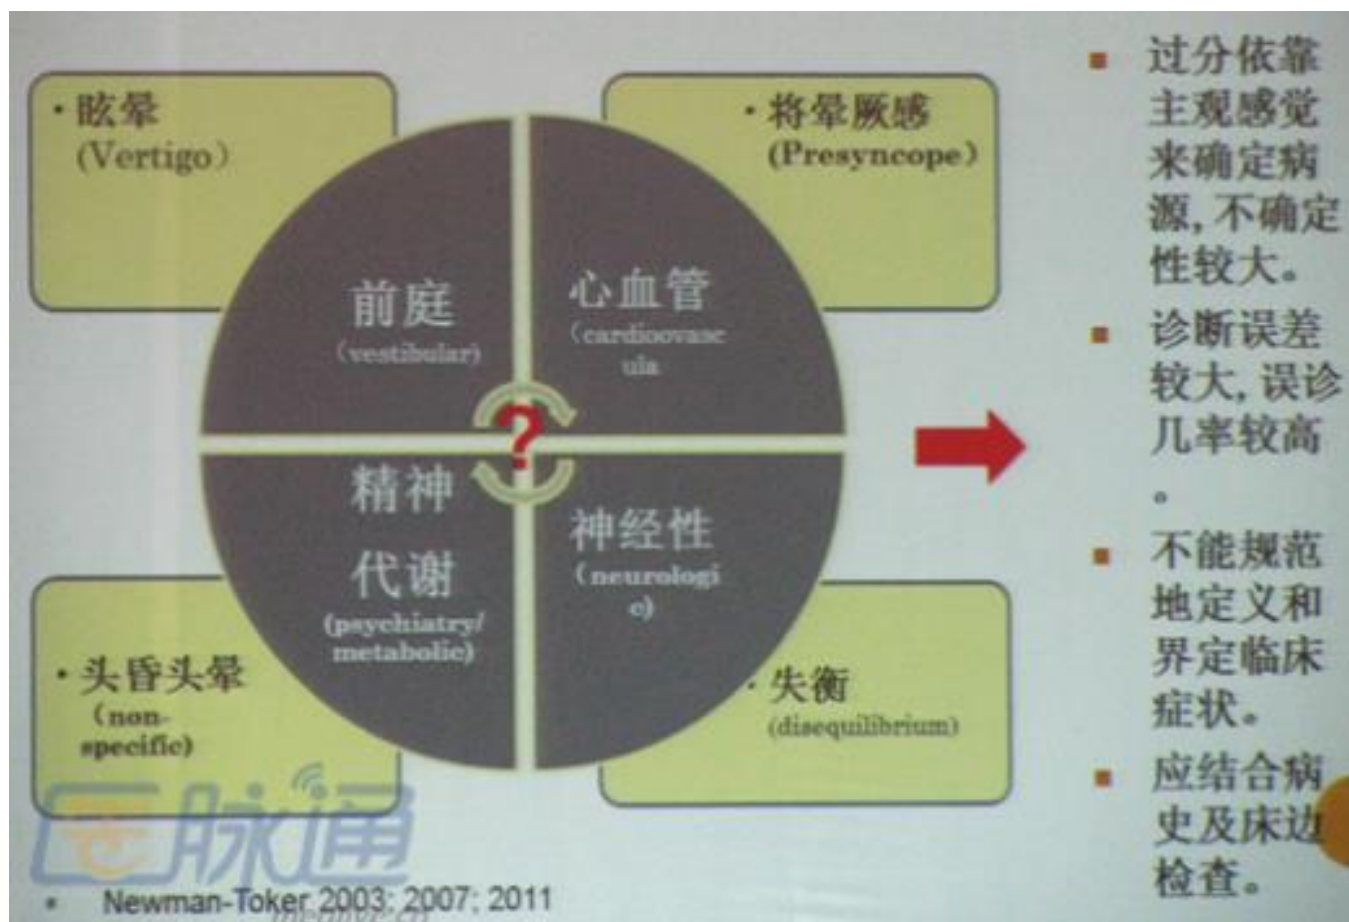 · 眩晕
(Vertigo)
· 将晕厥感
(Presyncope)
前庭
(vestibular)
心血管
(cardioovasc
ula
?
精神
代谢
(psychiatry/
metabolic)
神经性
(neurologi
c)
· 头昏头晕
(non-
specific)
· 失衡
(disequilibrium)
▪ 过分依靠
主观感觉
来确定病
源,不确定
性较大。
▪ 诊断误差
较大,误诊
几率较高
。
▪ 不能规范
地定义和
界定临床
症状。
▪ 应结合病
史及床边
检查。
医脉通
• Newman-Toker 2003; 2007; 2011